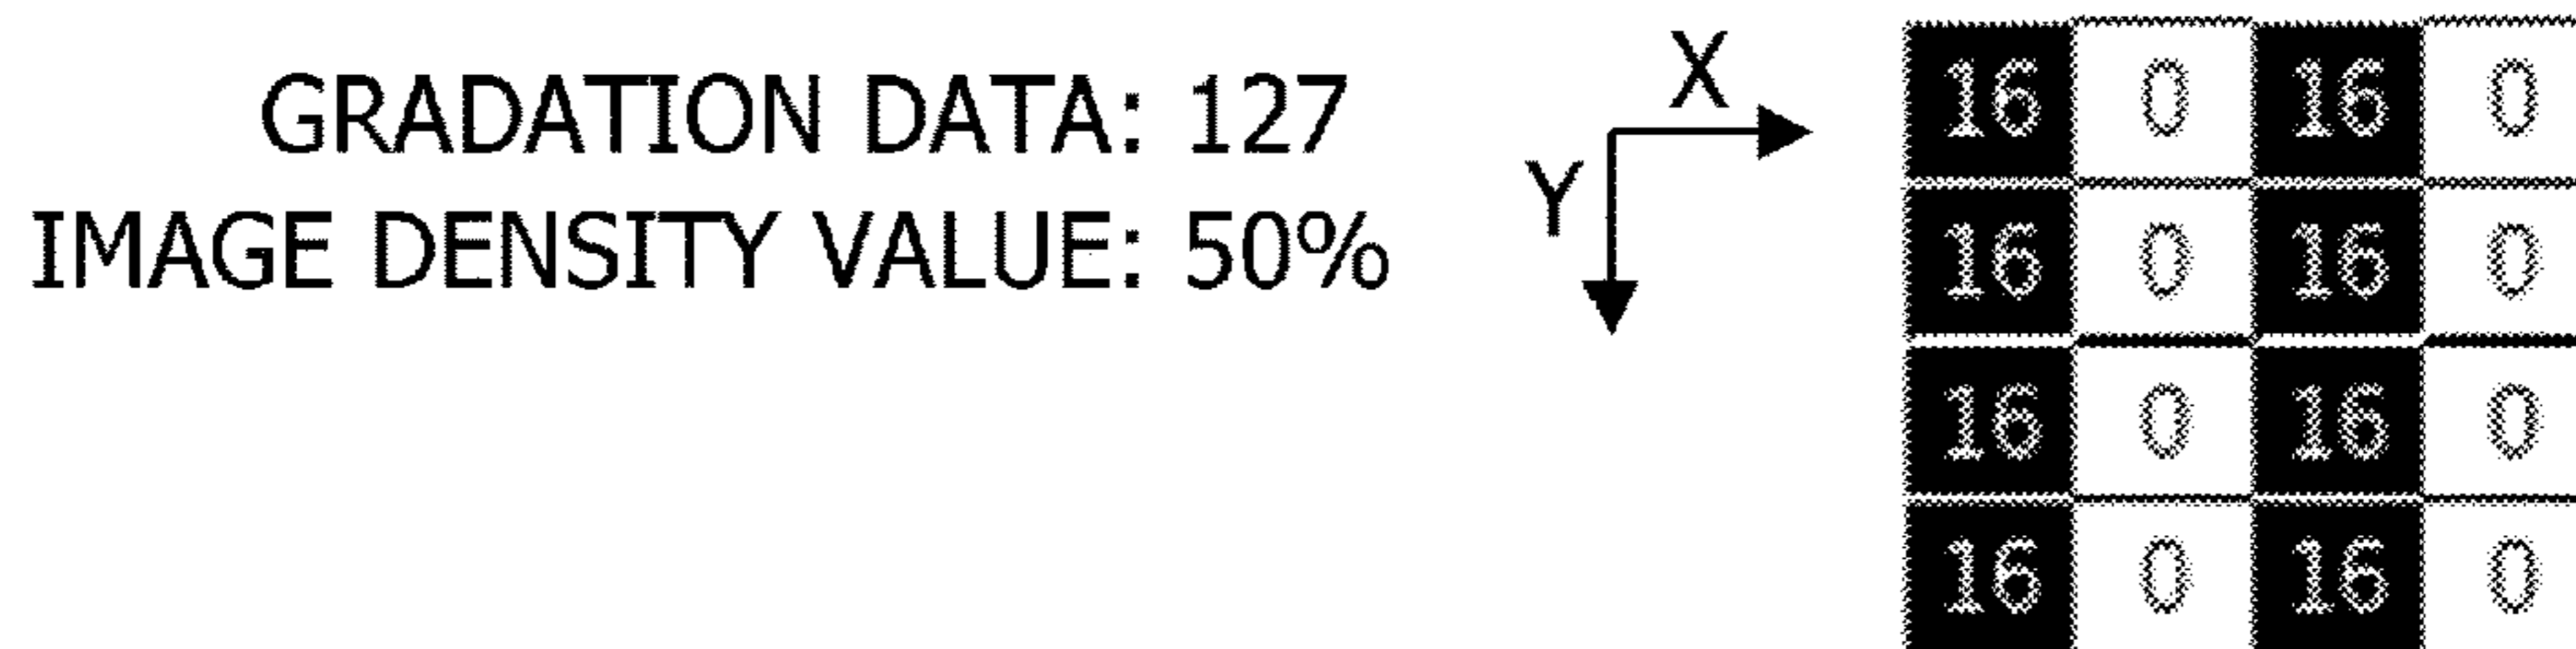 GRADATION DATA: 127
IMAGE DENSITY VALUE: 50%
X
Y
16 0 16 0
16 0 16 0
16 0 16 0
16 0 16 0